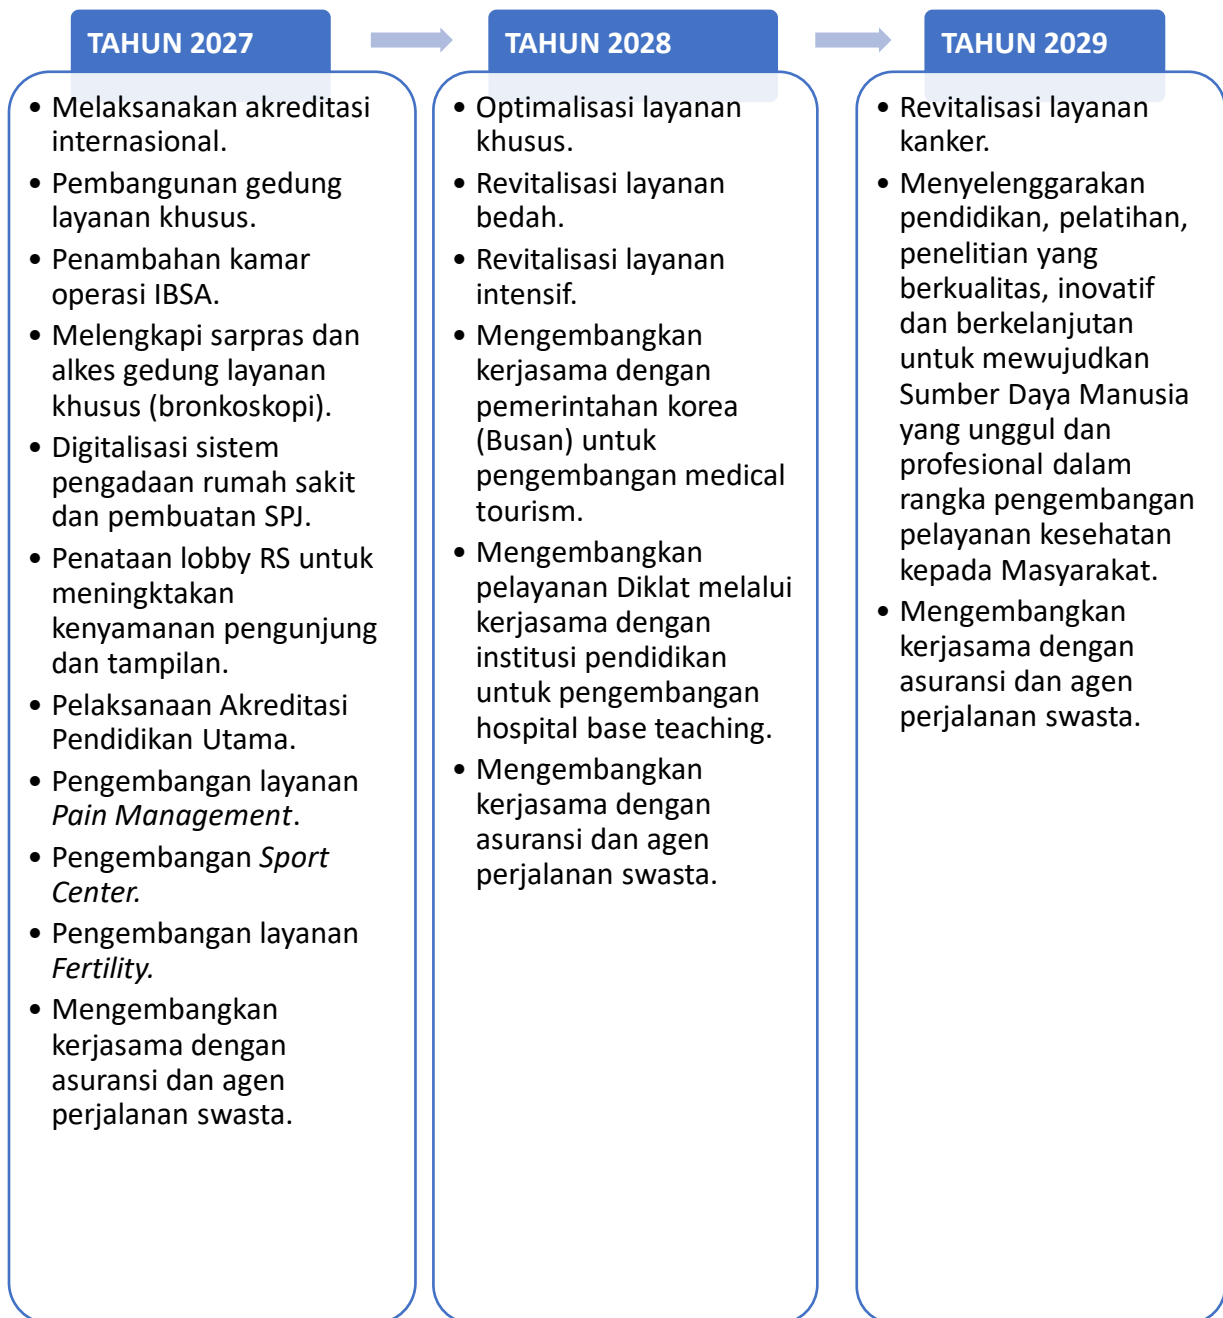 TAHUN 2027
• Melaksanakan akreditasi
internasional.
• Pembangunan gedung
layanan khusus.
• Penambahan kamar
operasi IBSA.
• Melengkapi sarpras dan
alkes gedung layanan
khusus (bronkoskopi).
• Digitalisasi sistem
pengadaan rumah sakit
dan pembuatan SPJ.
• Penataan lobby RS untuk
meningktakan
kenyamanan pengunjung
dan tampilan.
• Pelaksanaan Akreditasi
Pendidikan Utama.
• Pengembangan layanan
Pain Management.
• Pengembangan Sport
Center.
• Pengembangan layanan
Fertility.
• Mengembangkan
kerjasama dengan
asuransi dan agen
perjalanan swasta.
TAHUN 2028
• Optimalisasi layanan
khusus.
• Revitalisasi layanan
bedah.
• Revitalisasi layanan
intensif.
• Mengembangkan
kerjasama dengan
pemerintahan korea
(Busan) untuk
pengembangan medical
tourism.
• Mengembangkan
pelayanan Diklat melalui
kerjasama dengan
institusi pendidikan
untuk pengembangan
hospital base teaching.
• Mengembangkan
kerjasama dengan
asuransi dan agen
perjalanan swasta.
TAHUN 2029
• Revitalisasi layanan
kanker.
• Menyelenggarakan
pendidikan, pelatihan,
penelitian yang
berkualitas, inovatif
dan berkelanjutan
untuk mewujudkan
Sumber Daya Manusia
yang unggul dan
profesional dalam
rangka pengembangan
pelayanan kesehatan
kepada Masyarakat.
• Mengembangkan
kerjasama dengan
asuransi dan agen
perjalanan swasta.